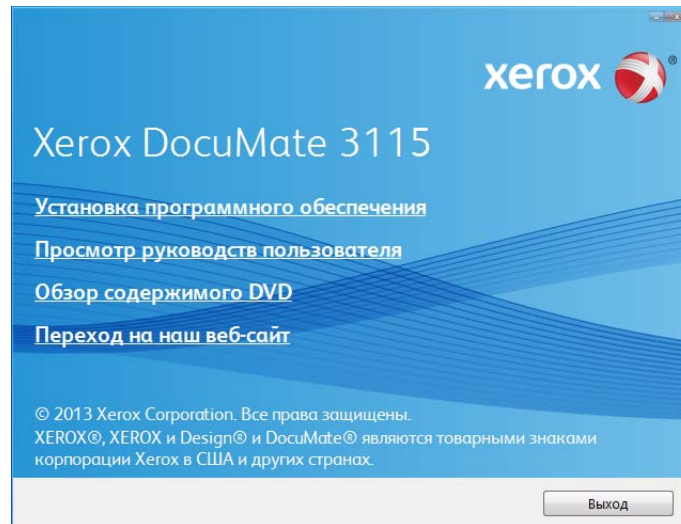 xerox ®
Xerox DocuMate 3115
Установка программного обеспечения
Просмотр руководств пользователя
Обзор содержимого DVD
Переход на наш веб-сайт
© 2013 Xerox Corporation. Все права защищены.
XEROX®, XEROX и Design® и DocuMate® являются товарными знаками
корпорации Xerox в США и других странах.
Выход